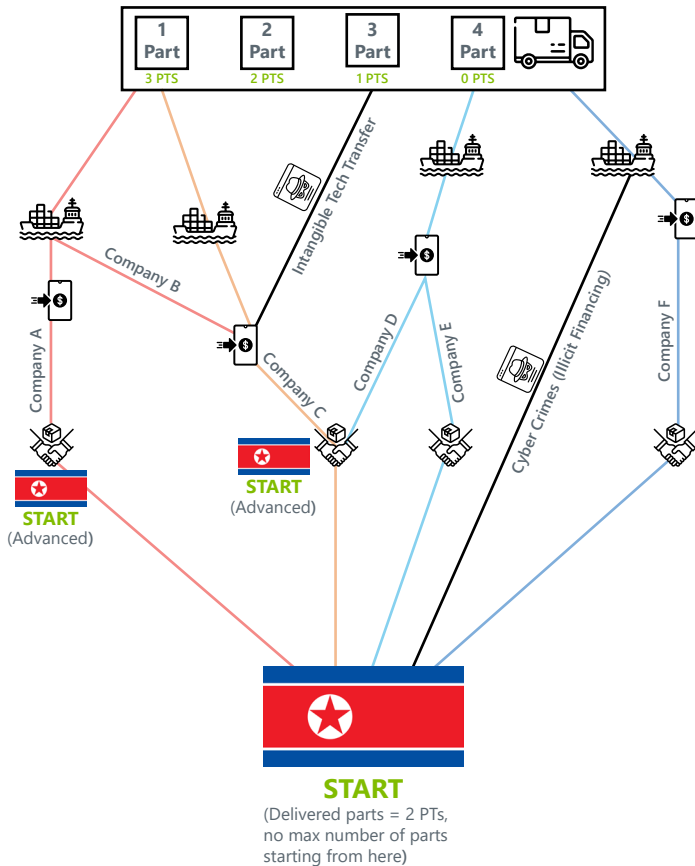 1
Part
2
Part
3
Part
4
Part
3 PTS
2 PTS
1 PTS
0 PTS
Intangible Tech Transfer
Company B
Company A
Company C
Company D
Company E
Cyber Crimes (Illicit Financing)
Company F
START
(Advanced)
START
(Advanced)
START
(Delivered parts = 2 PTs,
no max number of parts
starting from here)